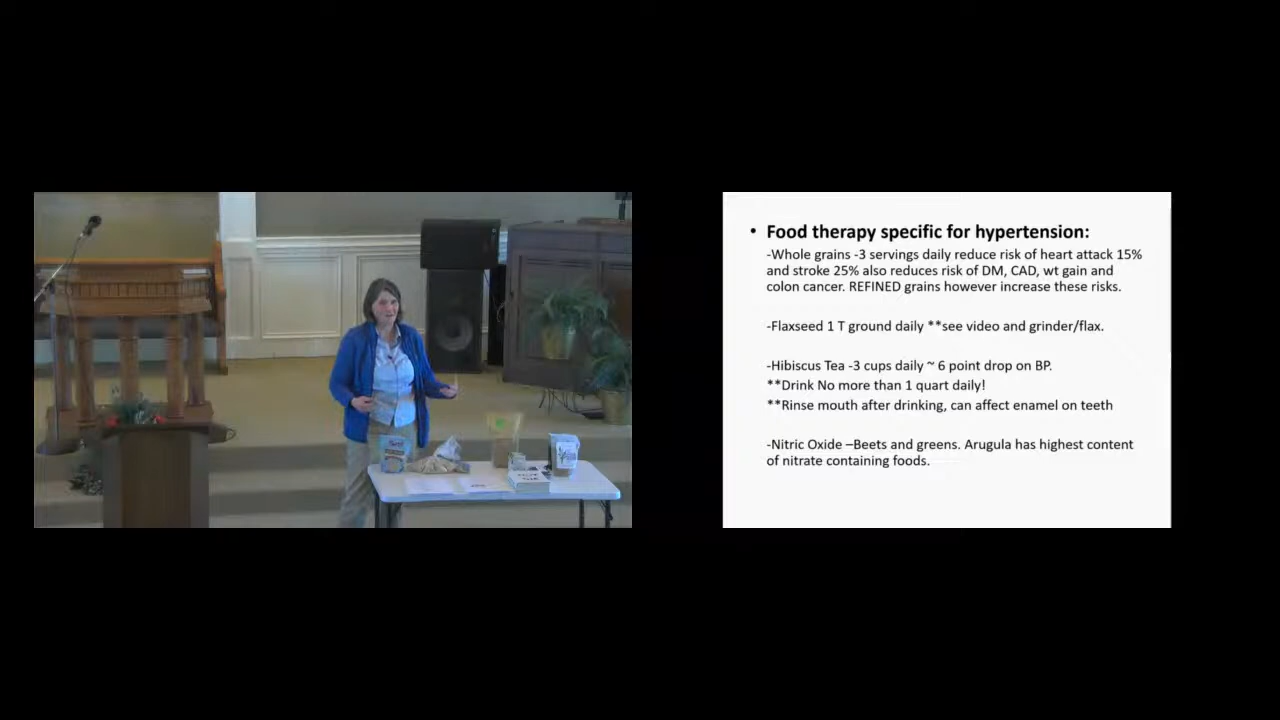 • Food therapy specific for hypertension:
-Whole grains -3 servings daily reduce risk of heart attack 15%
and stroke 25% also reduces risk of DM, CAD, wt gain and
colon cancer. REFINED grains however increase these risks.
-Flaxseed 1 T ground daily **see video and grinder/flax.
-Hibiscus Tea -3 cups daily ~ 6 point drop on BP.
**Drink No more than 1 quart daily!
**Rinse mouth after drinking, can affect enamel on teeth
-Nitric Oxide –Beets and greens. Arugula has highest content
of nitrate containing foods.